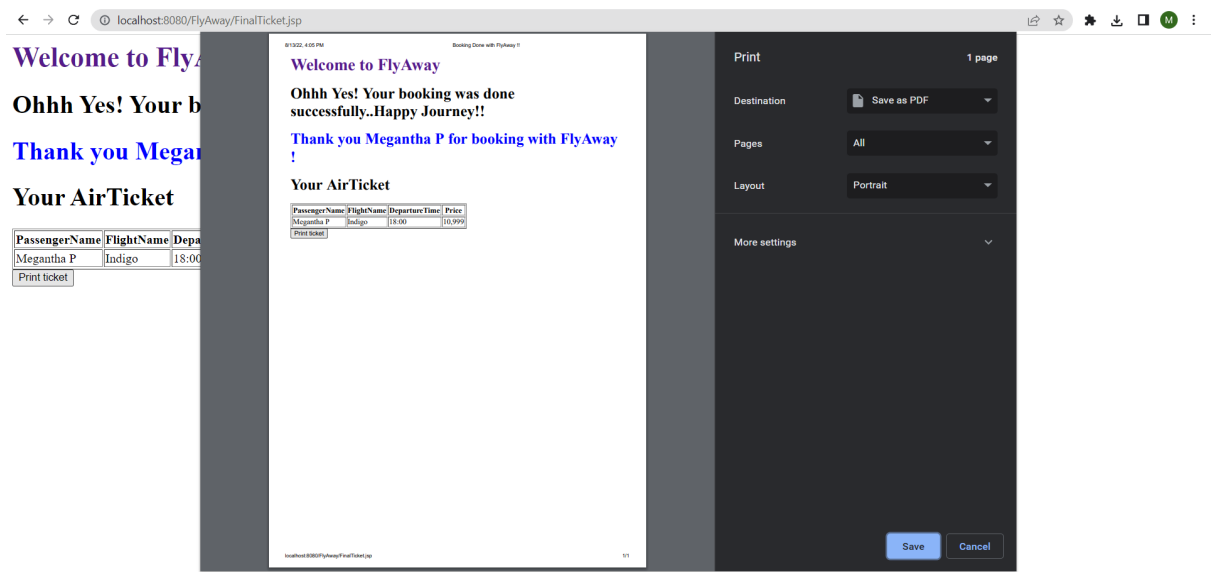 localhost:8080/FlyAway/FinalTicket.jsp
M
Welcome to FlyA
Ohhh Yes! Your b
Thank you Megan
Your AirTicket
PassengerName FlightName Depa
Megantha P Indigo 18:00
Print ticket
8/13/22, 4:05 PM Booking Done with FlyAway !!
Welcome to FlyAway
Ohhh Yes! Your booking was done
successfully..Happy Journey!!
Thank you Megantha P for booking with FlyAway
!
Your AirTicket
PassengerName FlightName DepartureTime Price
Megantha P Indigo 18:00 10,999
Print ticket
localhost:8080/FlyAway/FinalTicket.jsp 1/1
Print 1 page
Destination Save as PDF
Pages All
Layout Portrait
More settings
Save Cancel